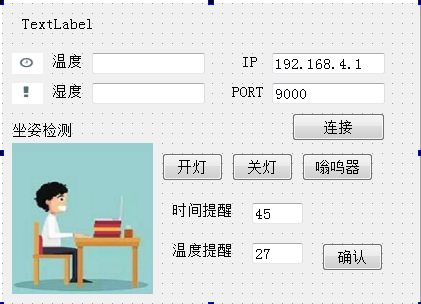 TextLabel
温度 IP 192.168.4.1
湿度 PORT 9000
连接
坐姿检测
开灯 关灯 嗡鸣器
时间提醒 45
温度提醒 27 确认